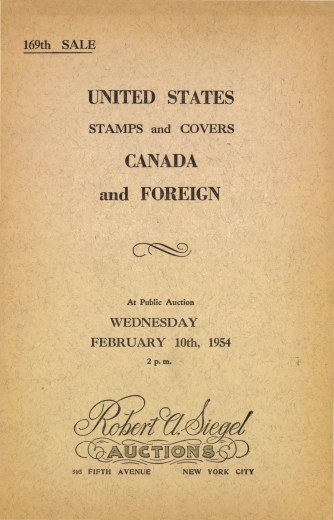 169th SALE
UNITED STATES
STAMPS and COVERS
CANADA
and FOREIGN
At Public Auction
WEDNESDAY
FEBRUARY 10th, 1954
2 p. m.
Robert A. Siegel
AUCTIONS
505 FIFTH AVENUE NEW YORK CITY